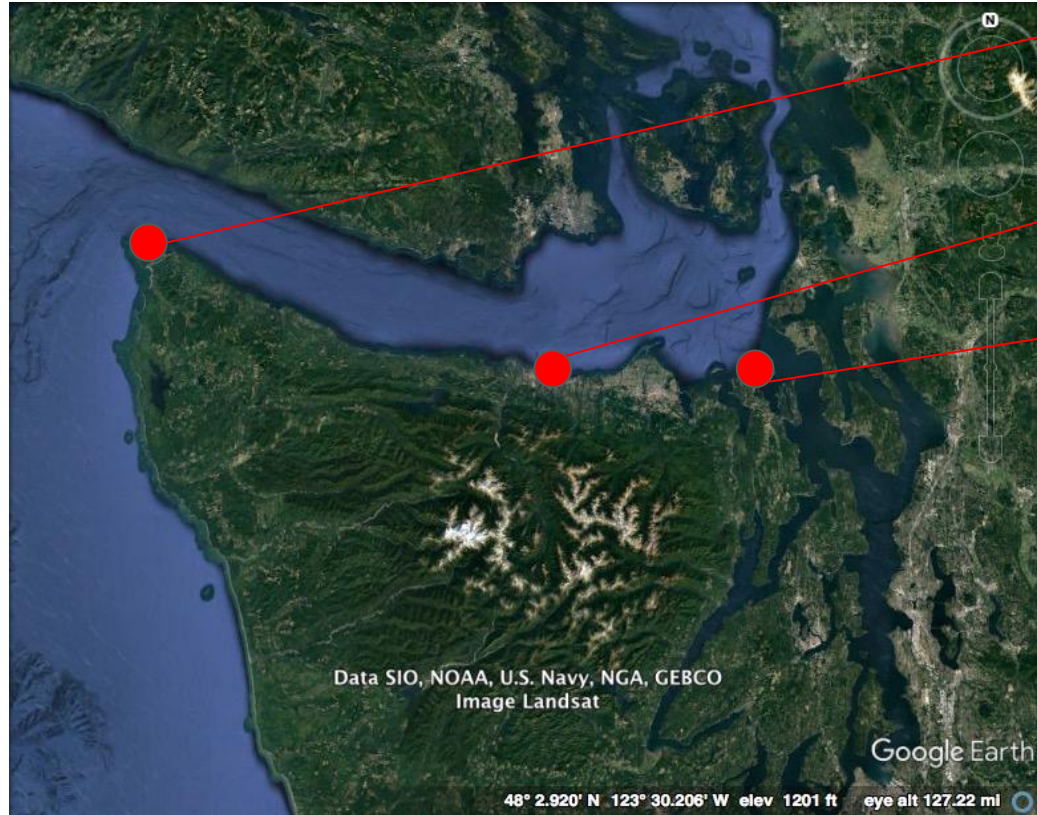 N
Data SIO, NOAA, U.S. Navy, NGA, GEBCO
Image Landsat
Google Earth
48° 2.920' N 123° 30.206' W elev 1201 ft eye alt 127.22 mi